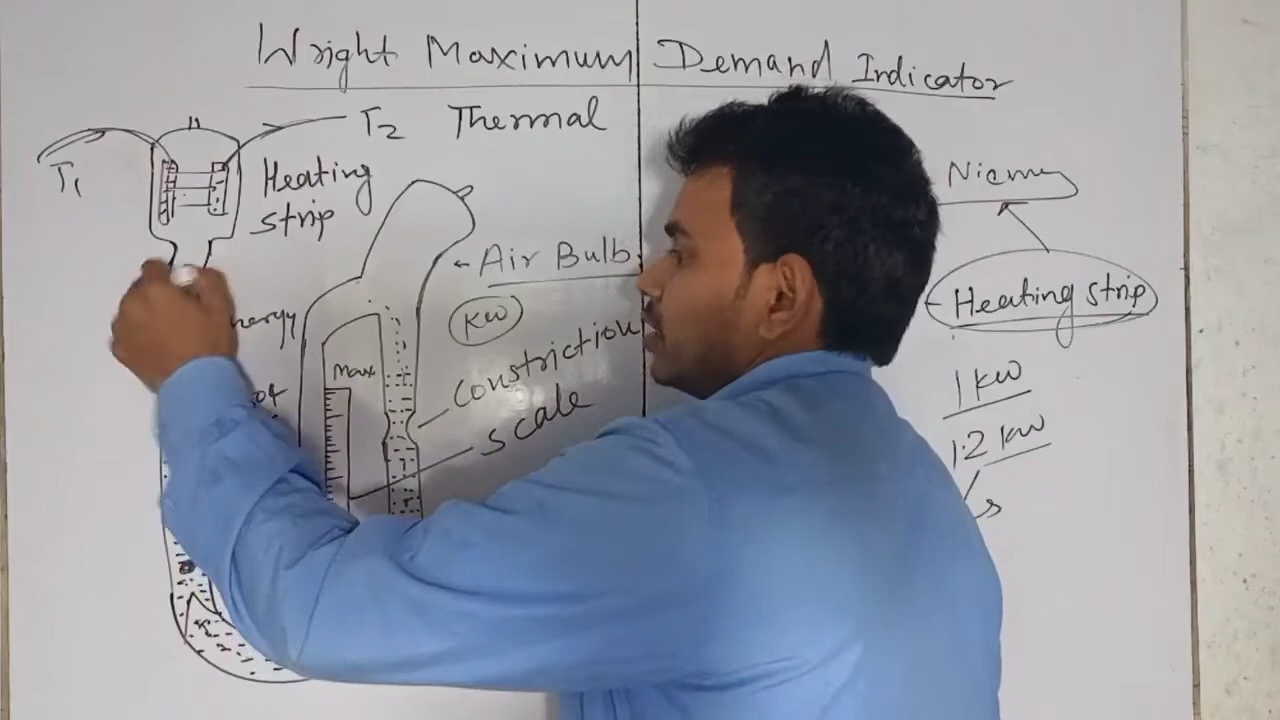 Wright Maximum Demand Indicator
T2 Thermal
T1
Heating
strip
Air Bulb
KW
Max
Constriction
Scale
Heating strip
1 KW
1.2 KW